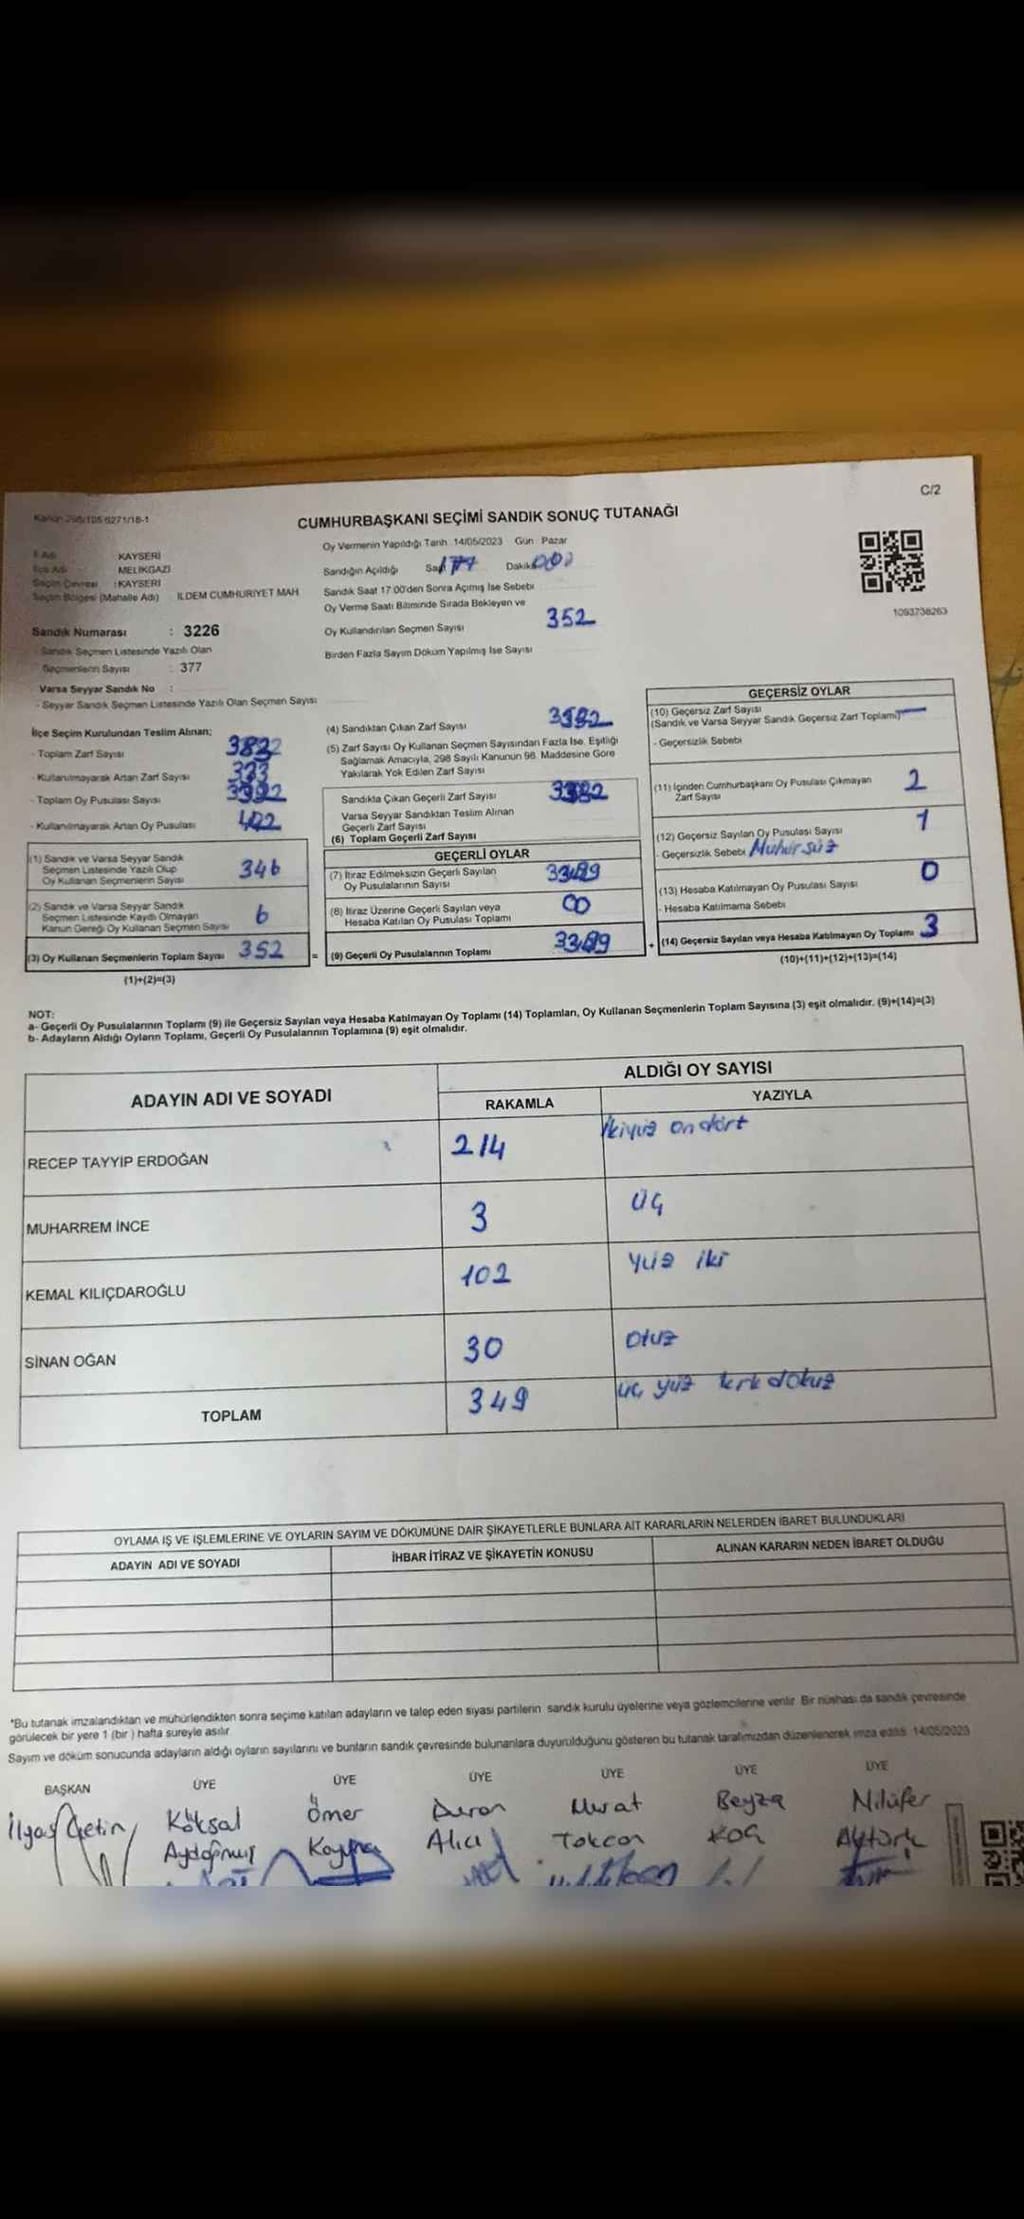 C/2
Kanun 298/105 6271/18-1
CUMHURBAŞKANI SEÇİMİ SANDIK SONUÇ TUTANAĞI
İl Adı KAYSERİ
İlçe Adı MELİKGAZİ
Seçim Çevresi : KAYSERİ
Seçim Bölgesi (Mahalle Adı) ILDEM CUMHURIYET MAH
Sandık Numarası : 3226
Sandık Seçmen Listesinde Yazılı Olan
Seçmenlerin Sayısı : 377
Varsa Seyyar Sandık No :
- Seyyar Sandık Seçmen Listesinde Yazılı Olan Seçmen Sayısı
Oy Vermenin Yapıldığı Tarih 14/05/2023 Gün Pazar
Sandığın Açıldığı Saat Dakika
Sandık Saat 17:00'den Sonra Açımış İse Sebebi
Oy Verme Saati Bitiminde Sırada Bekleyen ve
Oy Kullandırılan Seçmen Sayısı 352
Birden Fazla Sayım Döküm Yapılmış İse Sayısı
1093738263
İlçe Seçim Kurulundan Teslim Alınan;
- Toplam Zarf Sayısı
- Kullanılmayarak Artan Zarf Sayısı
- Toplam Oy Pusulası Sayısı
- Kullanılmayarak Artan Oy Pusulası
(1) Sandık ve Varsa Seyyar Sandık
Seçmen Listesinde Yazılı Olup
Oy Kullanan Seçmenlerin Sayısı 346
(2) Sandık ve Varsa Seyyar Sandık
Seçmen Listesinde Kaydı Olmayan
Kanun Gereği Oy Kullanan Seçmen Sayısı 6
(3) Oy Kullanan Seçmenlerin Toplam Sayısı 352 =
(1)+(2)=(3)
(4) Sandıktan Çıkan Zarf Sayısı
(5) Zarf Sayısı Oy Kullanan Seçmen Sayısından Fazla İse, Eşitliği
Sağlamak Amacıyla, 298 Sayılı Kanunun 98. Maddesine Göre
Yakılarak Yok Edilen Zarf Sayısı
Sandıkta Çıkan Geçerli Zarf Sayısı
Varsa Seyyar Sandıktan Teslim Alınan
Geçerli Zarf Sayısı
(6) Toplam Geçerli Zarf Sayısı
GEÇERLİ OYLAR
(7) İtiraz Edilmeksizin Geçerli Sayılan
Oy Pusulalarının Sayısı
(8) İtiraz Üzerine Geçerli Sayılan veya
Hesaba Katılan Oy Pusulası Toplamı
(9) Geçerli Oy Pusulalarının Toplamı +
GEÇERSİZ OYLAR
(10) Geçersiz Zarf Sayısı
(Sandık ve Varsa Seyyar Sandık Geçersiz Zarf Toplamı) —
- Geçersizlik Sebebi
(11) İçinden Cumhurbaşkanı Oy Pusulası Çıkmayan
Zarf Sayısı 2
(12) Geçersiz Sayılan Oy Pusulası Sayısı 1
- Geçersizlik Sebebi Mühürsüz
(13) Hesaba Katılmayan Oy Pusulası Sayısı 0
- Hesaba Katılmama Sebebi
(14) Geçersiz Sayılan veya Hesaba Katılmayan Oy Toplamı 3
(10)+(11)+(12)+(13)=(14)
NOT:
a- Geçerli Oy Pusulalarının Toplamı (9) ile Geçersiz Sayılan veya Hesaba Katılmayan Oy Toplamı (14) Toplamları, Oy Kullanan Seçmenlerin Toplam Sayısına (3) eşit olmalıdır. (9)+(14)=(3)
b- Adayların Aldığı Oyların Toplamı, Geçerli Oy Pusulalarının Toplamına (9) eşit olmalıdır.
ADAYIN ADI VE SOYADI
ALDIĞI OY SAYISI
RAKAMLA YAZIYLA
RECEP TAYYİP ERDOĞAN 214 ikiyüz ondört
MUHARREM İNCE 3 üç
KEMAL KILIÇDAROĞLU 102 yüz iki
SİNAN OĞAN 30 otuz
TOPLAM 349 üç yüz kırk dokuz
OYLAMA İŞ VE İŞLEMLERİNE VE OYLARIN SAYIM VE DÖKÜMÜNE DAİR ŞİKAYETLERLE BUNLARA AİT KARARLARIN NELERDEN İBARET BULUNDUKLARI
ADAYIN ADI VE SOYADI İHBAR İTİRAZ VE ŞİKAYETİN KONUSU ALINAN KARARIN NEDEN İBARET OLDUĞU
*Bu tutanak imzalandıktan ve mühürlendikten sonra seçime katılan adayların ve talep eden siyasi partilerin sandık kurulu üyelerine veya gözlemcilerine verilir. Bir nüshası da sandık çevresinde
görülecek bir yere 1 (bir) hafta süreyle asılır.
Sayım ve döküm sonucunda adayların aldığı oyların sayılarını ve bunların sandık çevresinde bulunanlara duyurulduğunu gösteren bu tutanak tarafımızdan düzenlenerek imza edildi. 14/05/2023
BAŞKAN ÜYE ÜYE ÜYE ÜYE ÜYE ÜYE
İlyas Çetin Köksal Ömer Duran Murat Beyza Nilüfer
Aydoğmuş Alıcı Tokcan Koç Aytürk